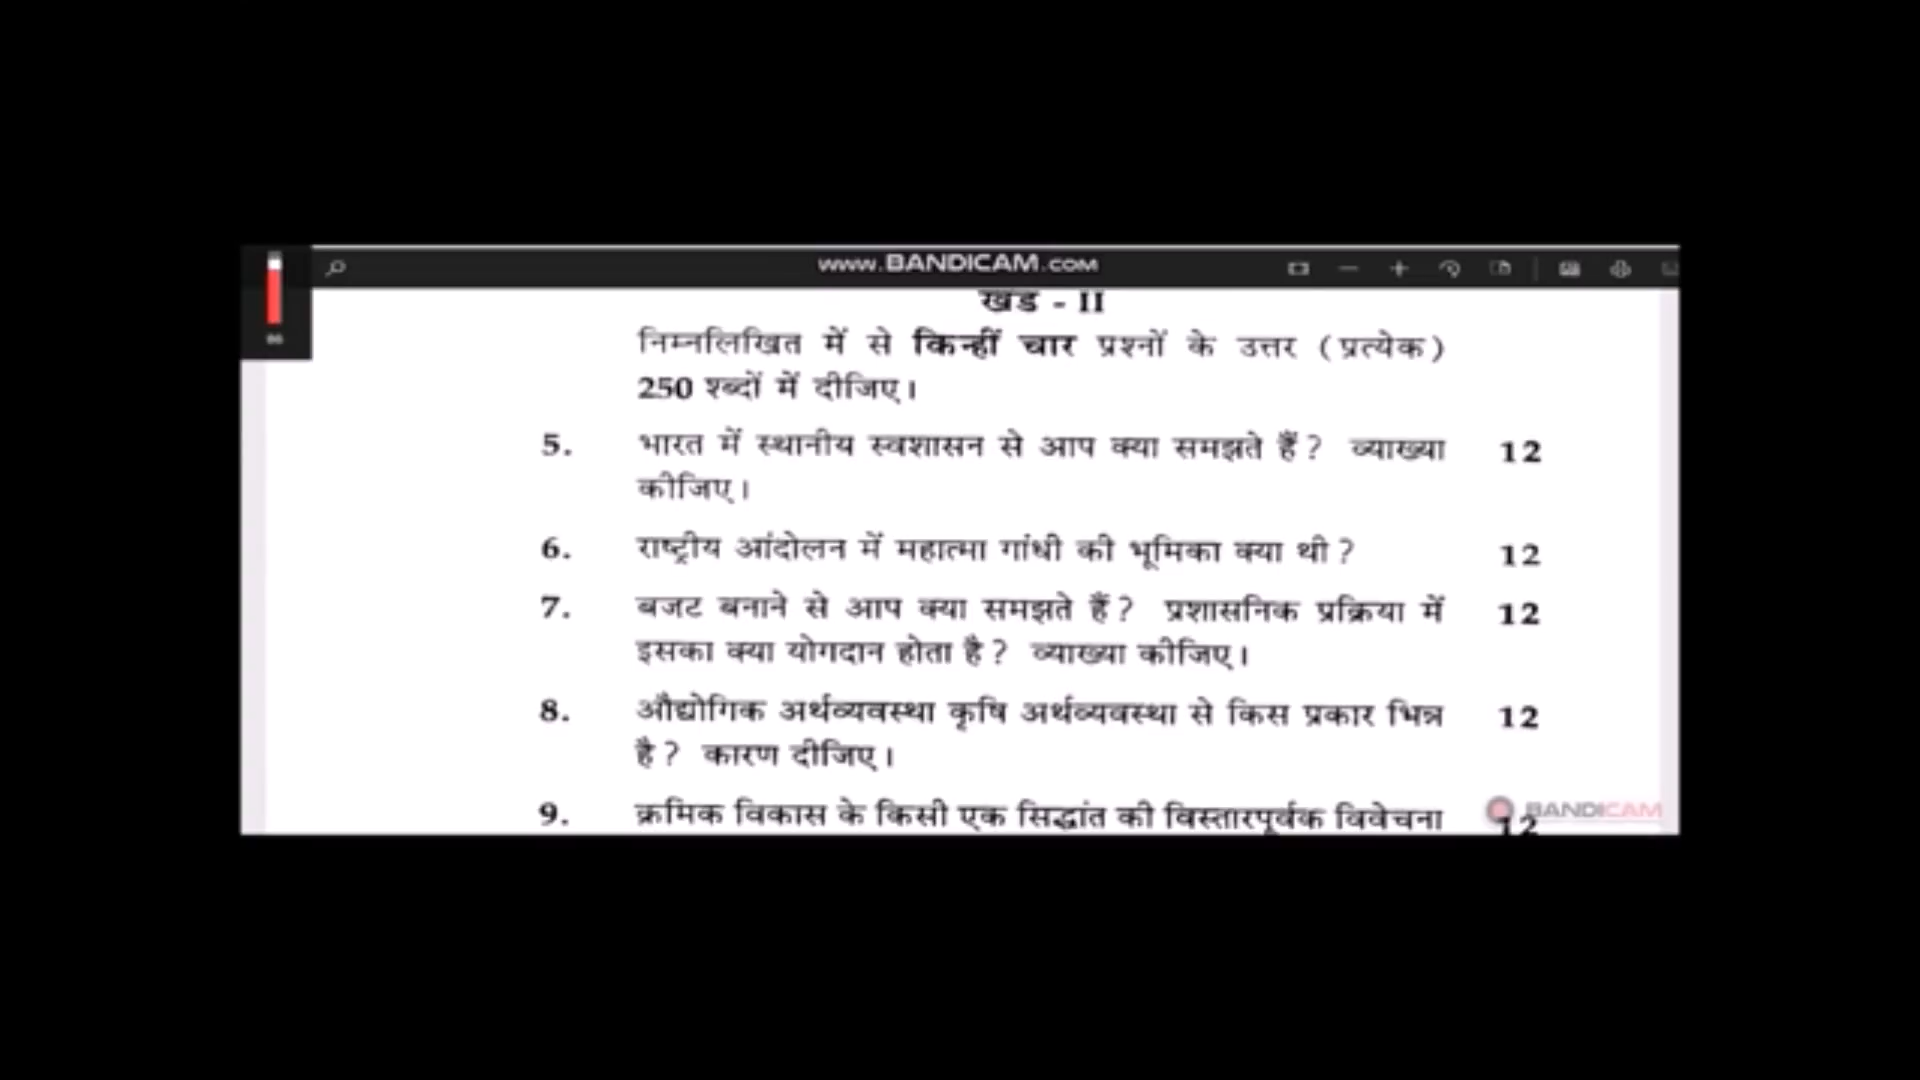 www.BANDICAM.COM
खंड - II
निम्नलिखित में से किन्हीं चार प्रश्नों के उत्तर (प्रत्येक)
250 श्ब्दों में दीजिए।
5. भारत में स्थानीय स्वशासन से आप क्या समझते हैं? व्याख्या 12
कीजिए।
6. राष्ट्रीय आंदोलन में महात्मा गांधी की भूमिका क्या थी? 12
7. बजट बनाने से आप क्या समझते हैं? प्रशासनिक प्रक्रिया में 12
इसका क्या योगदान होता है? व्याख्या कीजिए।
8. औद्योगिक अर्थव्यवस्था कृषि अर्थव्यवस्था से किस प्रकार भिन्न 12
है? कारण दीजिए।
9. क्रमिक विकास के किसी एक सिद्धांत की विस्तारपूर्वक विवेचना 12
BANDICAM